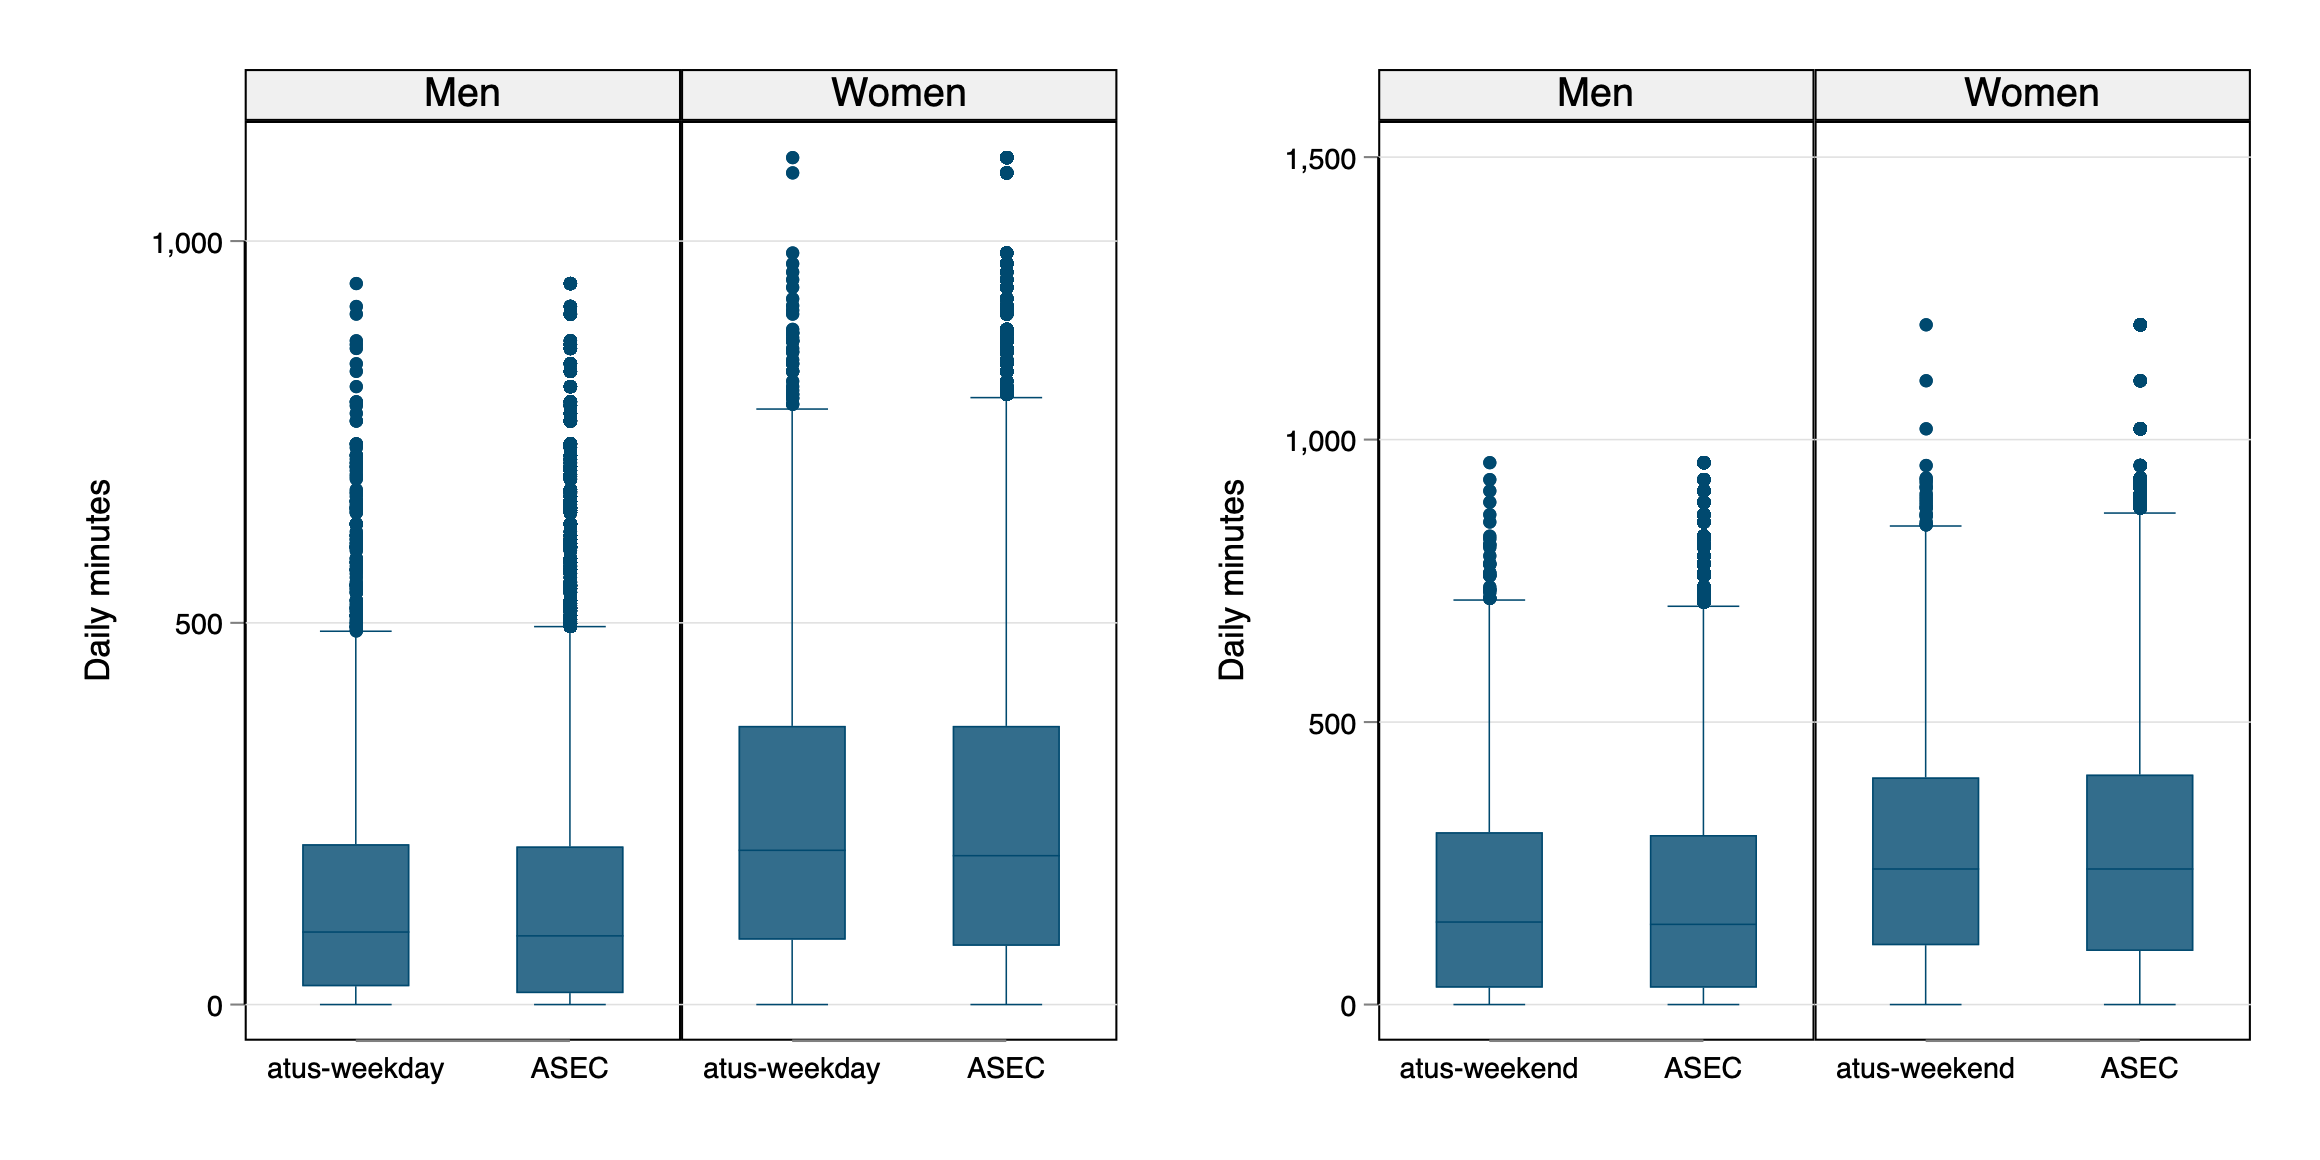 Men Women
1,000
500
0
Daily minutes
atus-weekday ASEC atus-weekday ASEC
Men Women
1,500
1,000
500
0
Daily minutes
atus-weekend ASEC atus-weekend ASEC